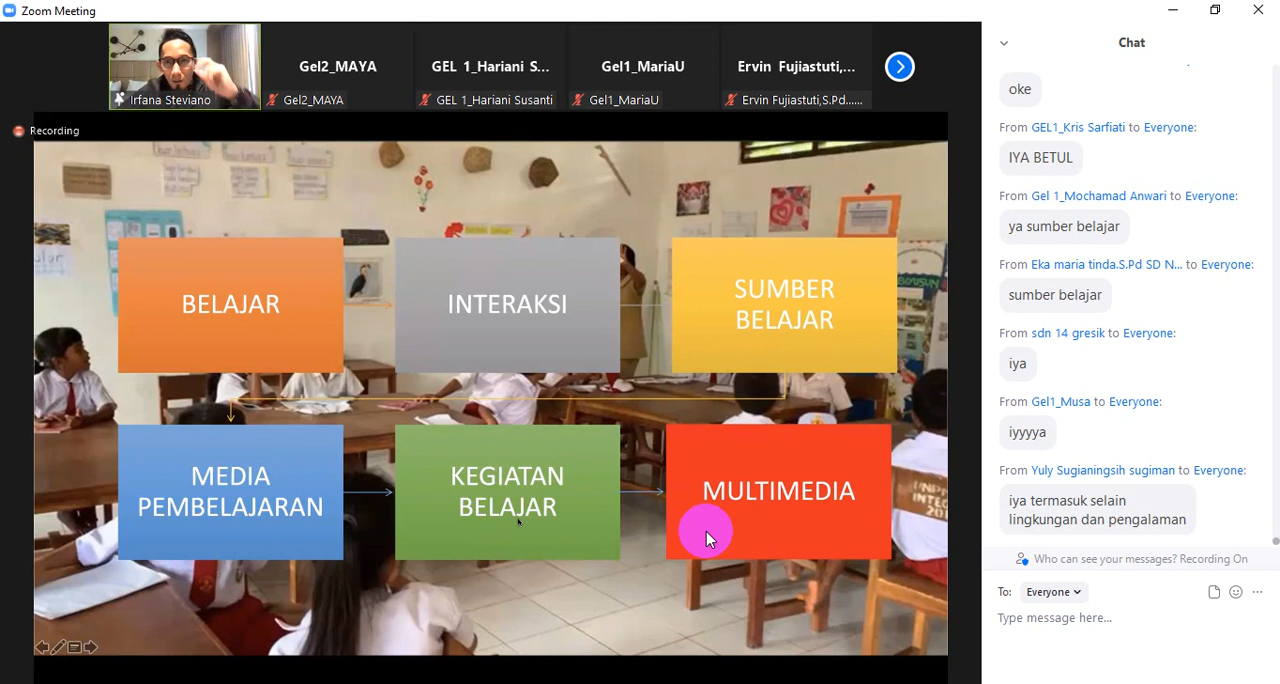 Zoom Meeting
Gel2_MAYA
GEL 1_Hariani S...
Gel1_MariaU
Ervin Fujiastuti,...
Irfana Steviano
Gel2_MAYA
GEL 1_Hariani Susanti
Gel1_MariaU
Ervin Fujiastuti,S.Pd......
Recording
BELAJAR
INTERAKSI
SUMBER
BELAJAR
MEDIA
PEMBELAJARAN
KEGIATAN
BELAJAR
MULTIMEDIA
Chat
oke
From GEL1_Kris Sarfiati to Everyone:
IYA BETUL
From Gel 1_Mochamad Anwari to Everyone:
ya sumber belajar
From Eka maria tinda.S.Pd SD N... to Everyone:
sumber belajar
From sdn 14 gresik to Everyone:
iya
From Gel1_Musa to Everyone:
iyyyya
From Yuly Sugianingsih sugiman to Everyone:
iya termasuk selain
lingkungan dan pengalaman
Who can see your messages? Recording On
To: Everyone
Type message here...